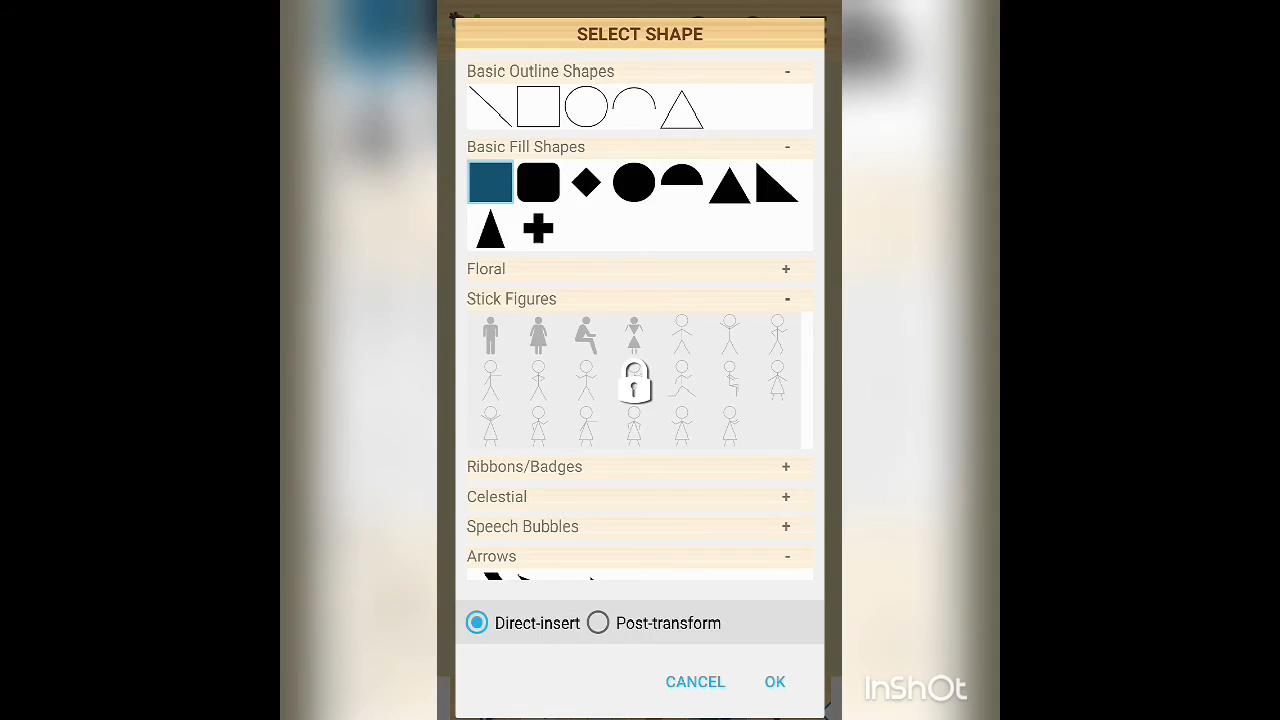 SELECT SHAPE
Basic Outline Shapes -
Basic Fill Shapes -
Floral +
Stick Figures -
Ribbons/Badges +
Celestial +
Speech Bubbles +
Arrows -
Direct-insert Post-transform
CANCEL OK
InShOt